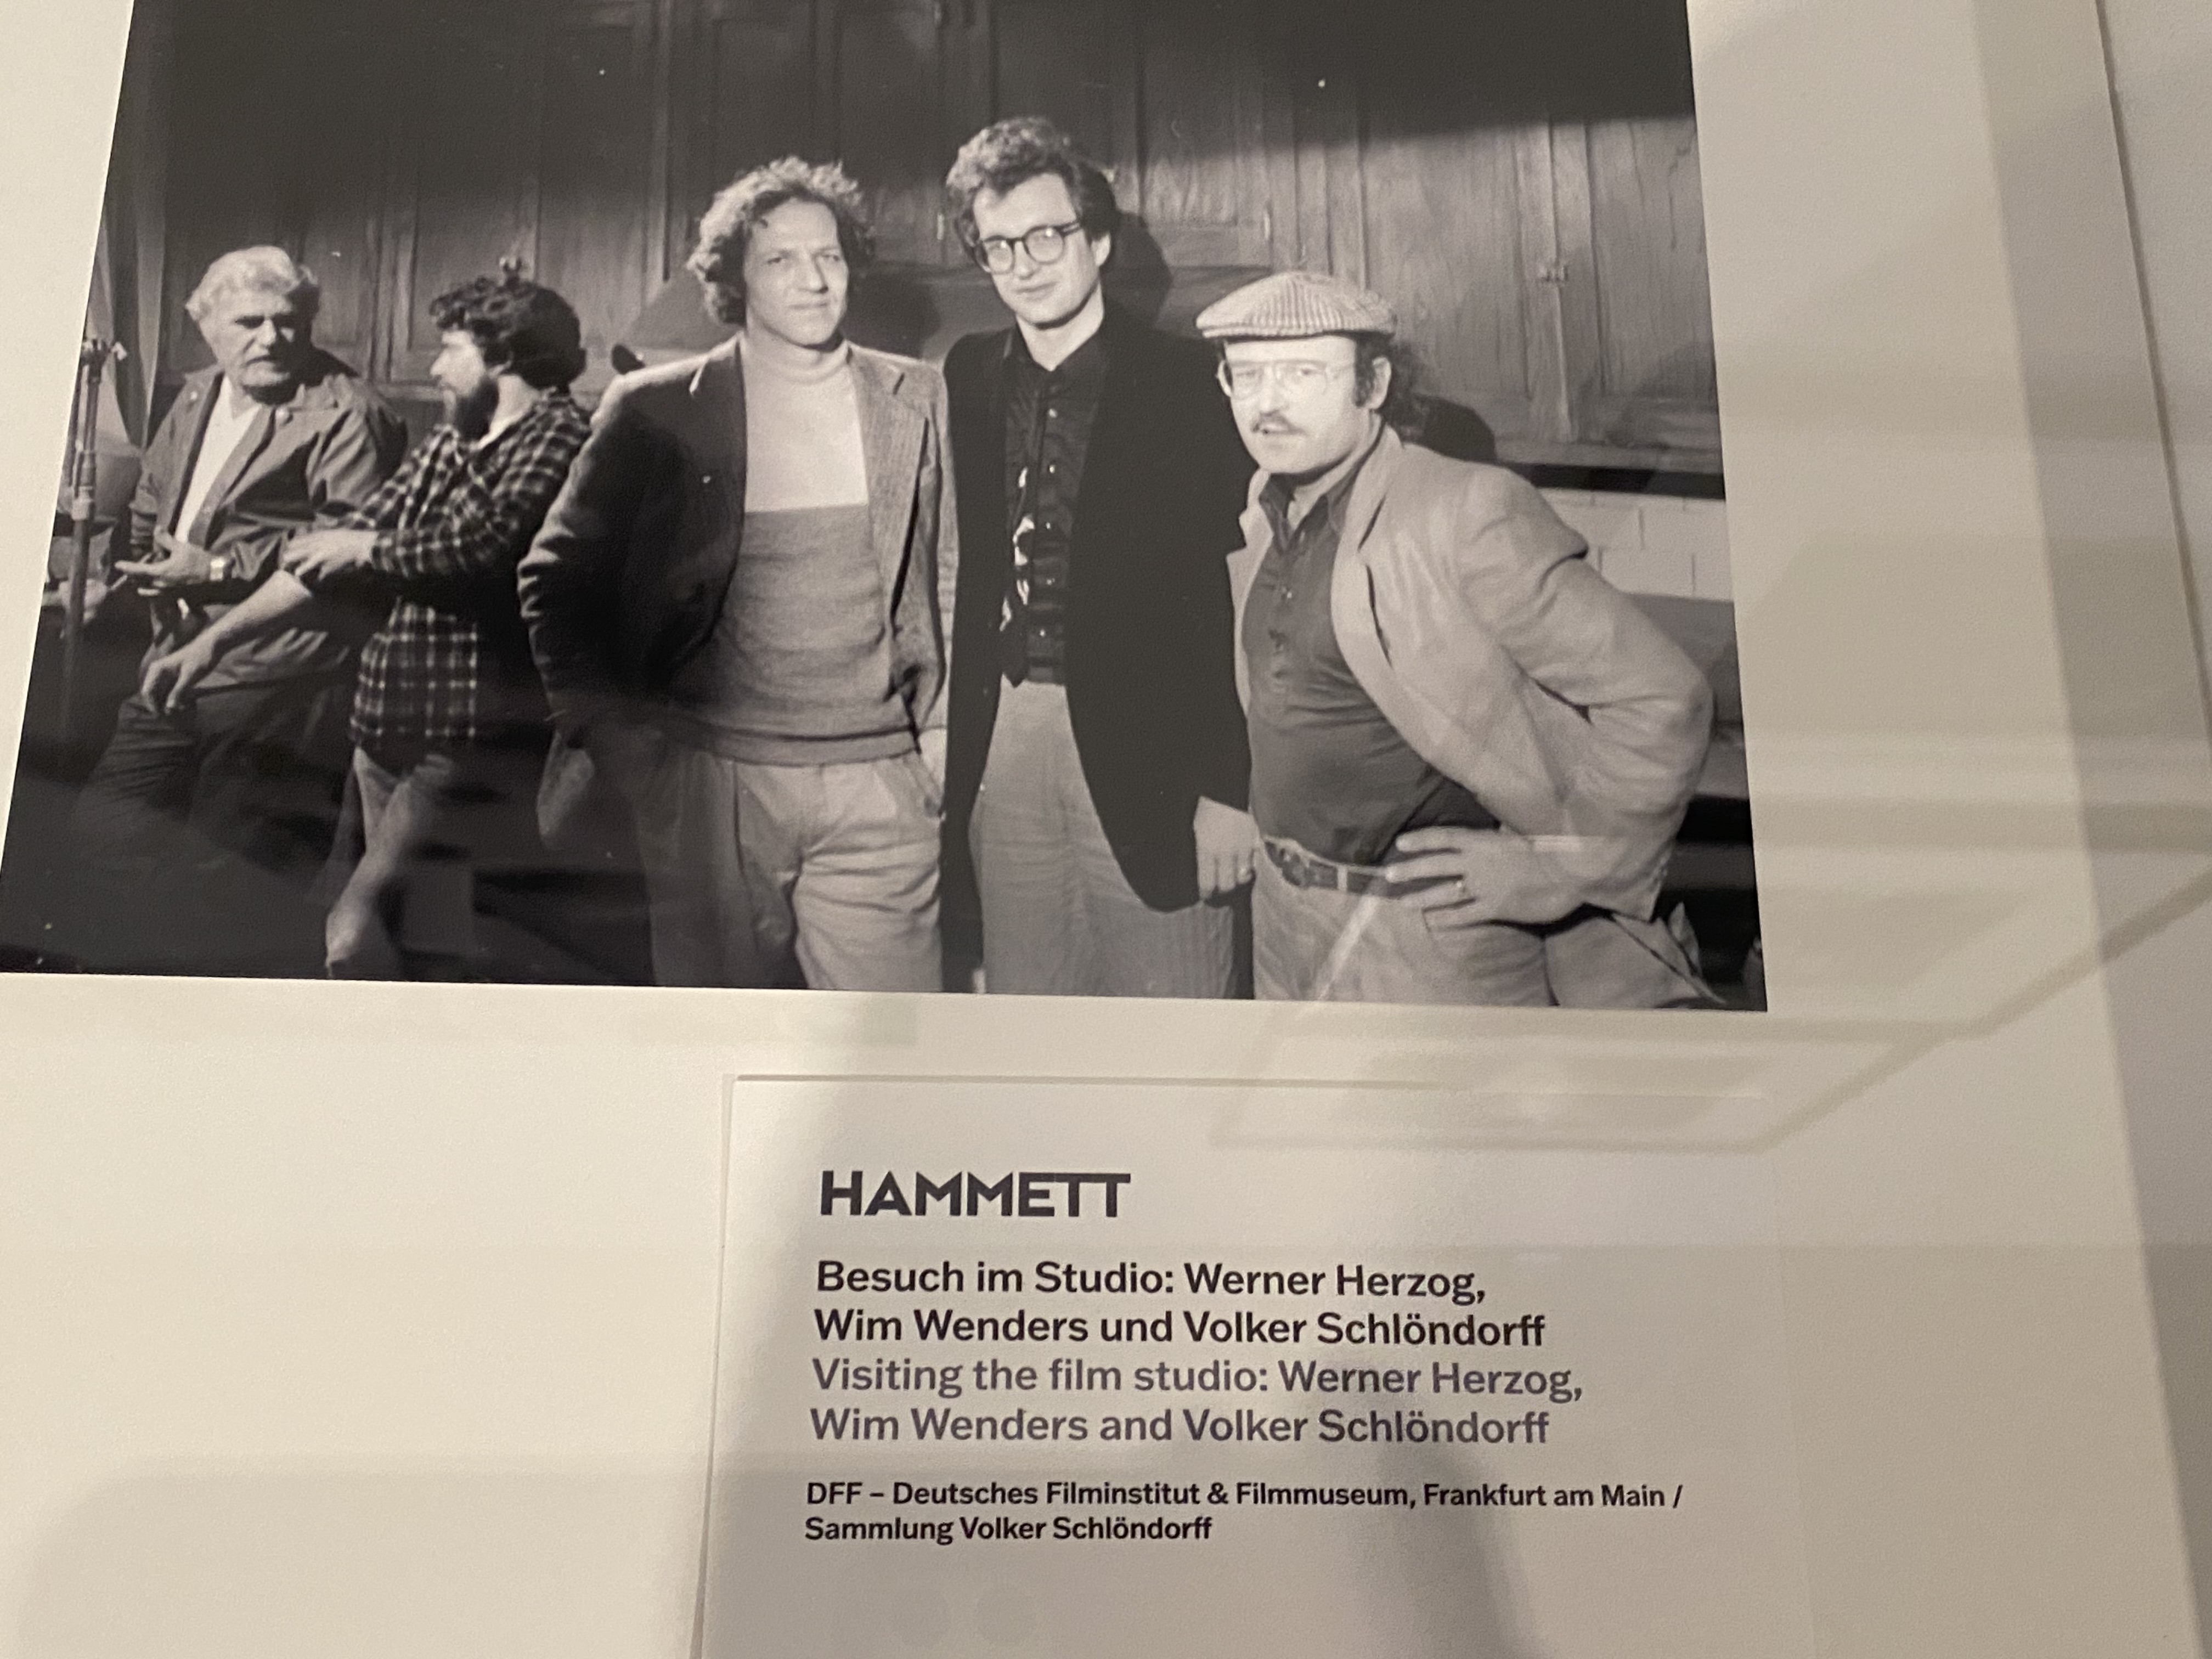 HAMMETT
Besuch im Studio: Werner Herzog,
Wim Wenders und Volker Schlöndorff
Visiting the film studio: Werner Herzog,
Wim Wenders and Volker Schlöndorff
DFF – Deutsches Filminstitut & Filmmuseum, Frankfurt am Main /
Sammlung Volker Schlöndorff